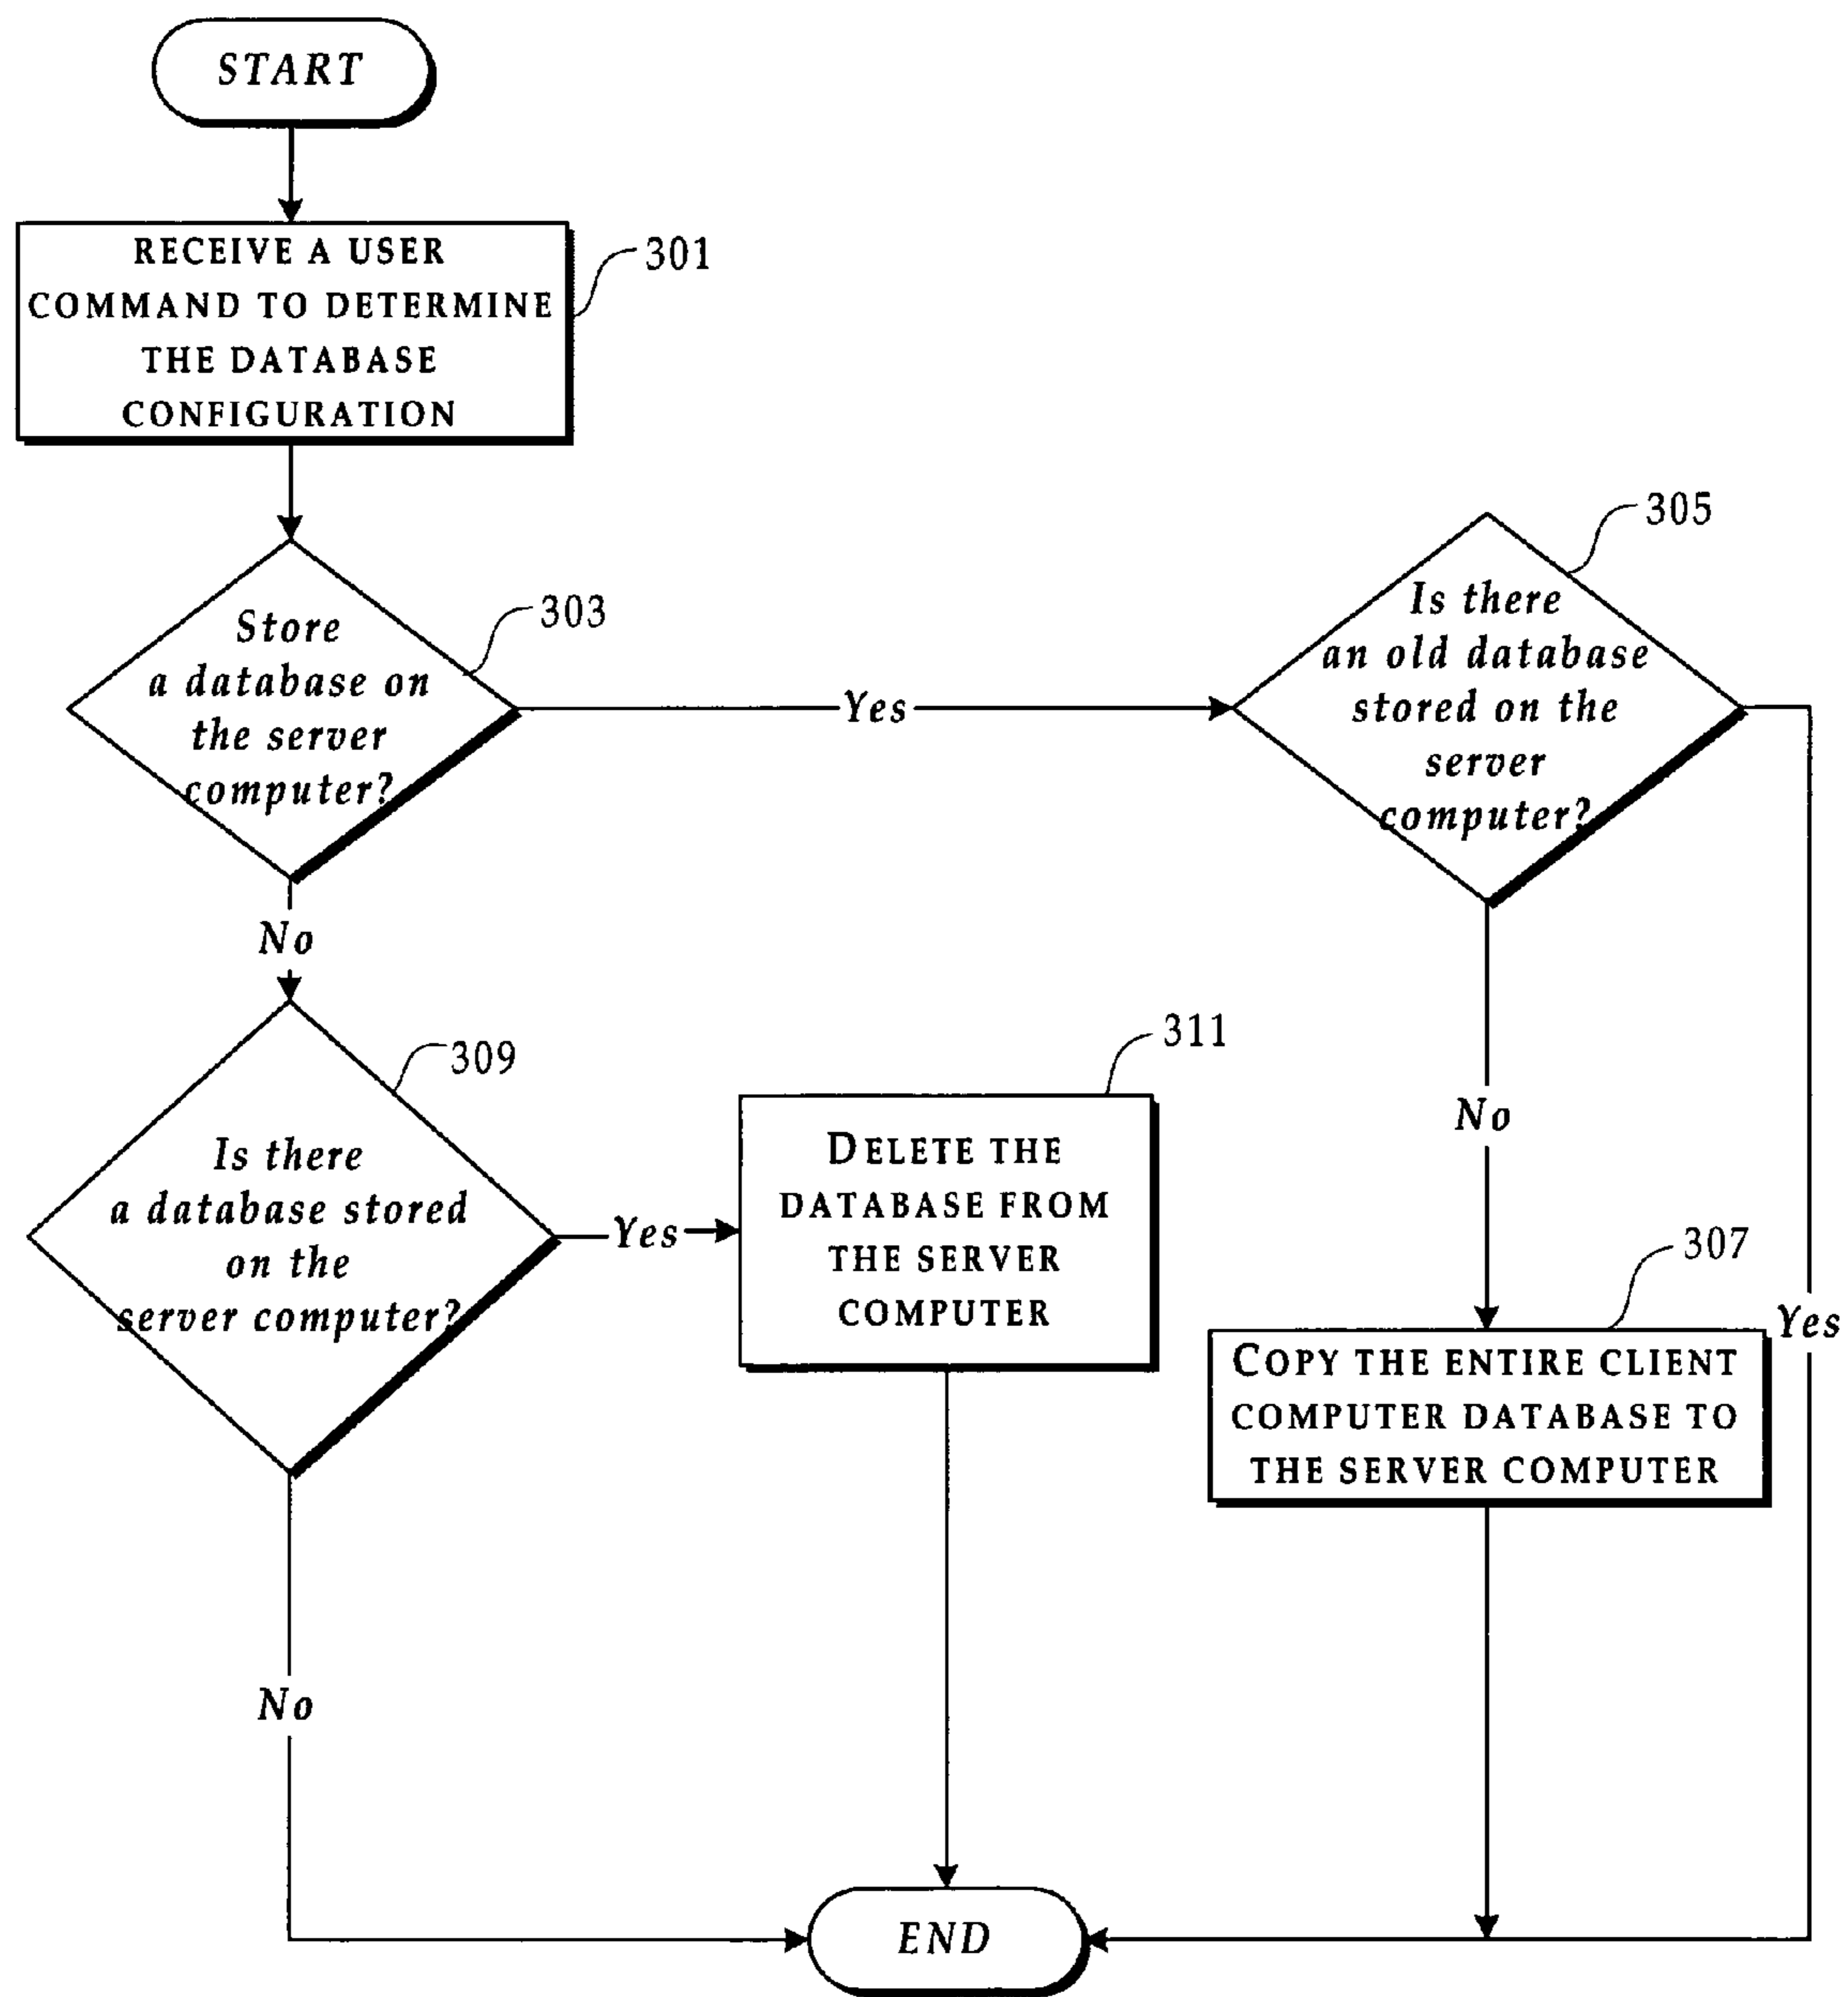 START
RECEIVE A USER
COMMAND TO DETERMINE
THE DATABASE
CONFIGURATION
301
Store
a database on
the server
computer?
303
Yes
Is there
an old database
stored on the
server
computer?
305
No
Is there
a database stored
on the
server computer?
309
Yes
DELETE THE
DATABASE FROM
THE SERVER
COMPUTER
311
No
COPY THE ENTIRE CLIENT
COMPUTER DATABASE TO
THE SERVER COMPUTER
307
Yes
No
END